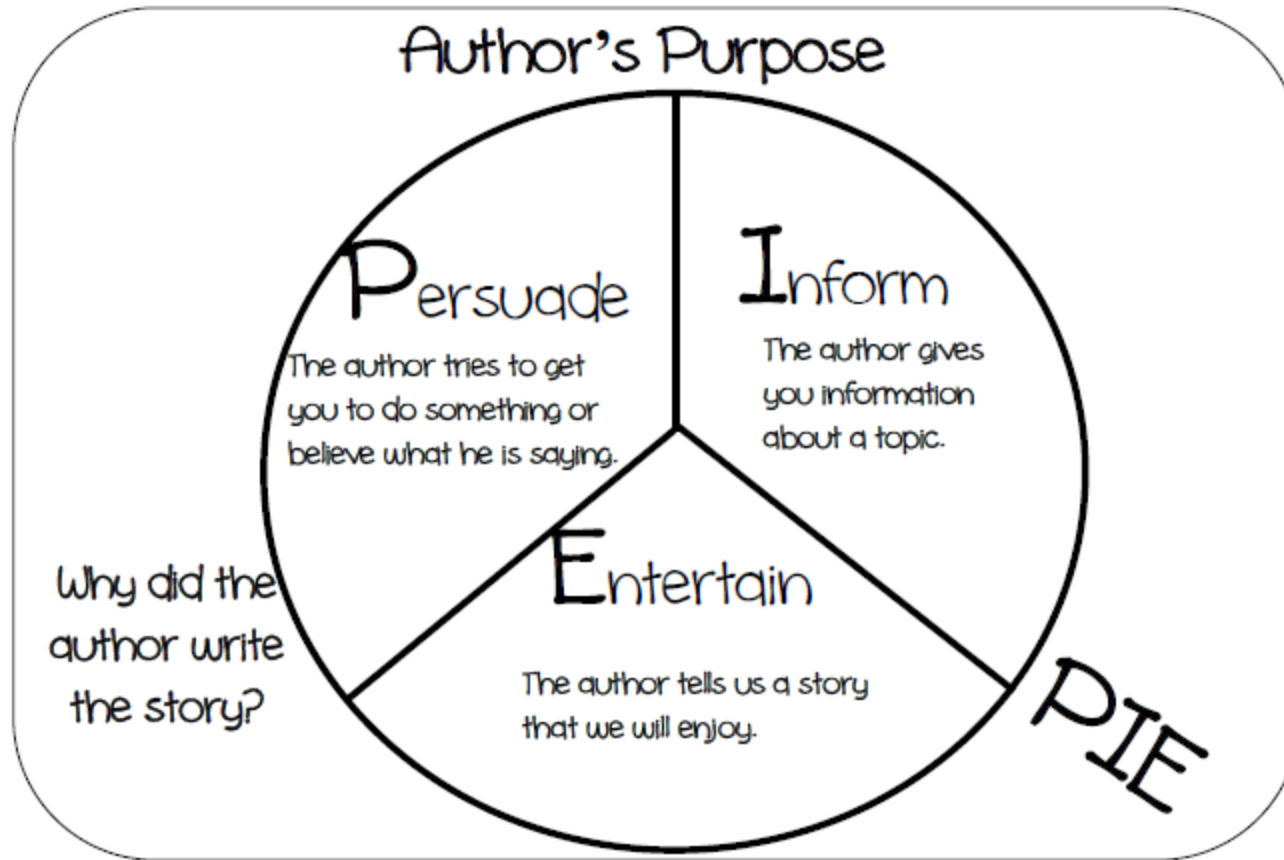 Author's Purpose
Persuade
The author tries to get
you to do something or
believe what he is saying.
Inform
The author gives
you information
about a topic.
Entertain
The author tells us a story
that we will enjoy.
Why did the
author write
the story?
PIE